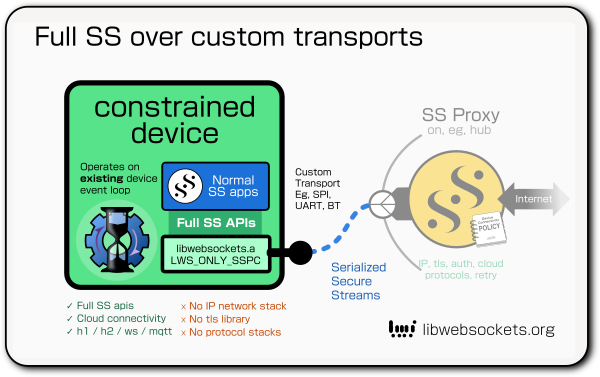 Full SS over custom transports
constrained
device
Operates on
existing device
event loop
Normal
SS apps
Full SS APIs
libwebsockets.a
LWS_ONLY_SSPC
Custom
Transport
Eg, SPI,
UART, BT
Serialized
Secure
Streams
SS Proxy
on, eg, hub
Internet
POLICY
IP, tls, auth, cloud
protocols, retry
✓ Full SS apis
✓ Cloud connectivity
✓ h1 / h2 / ws / mqtt
x No IP network stack
x No tls library
x No protocol stacks
libwebsockets.org